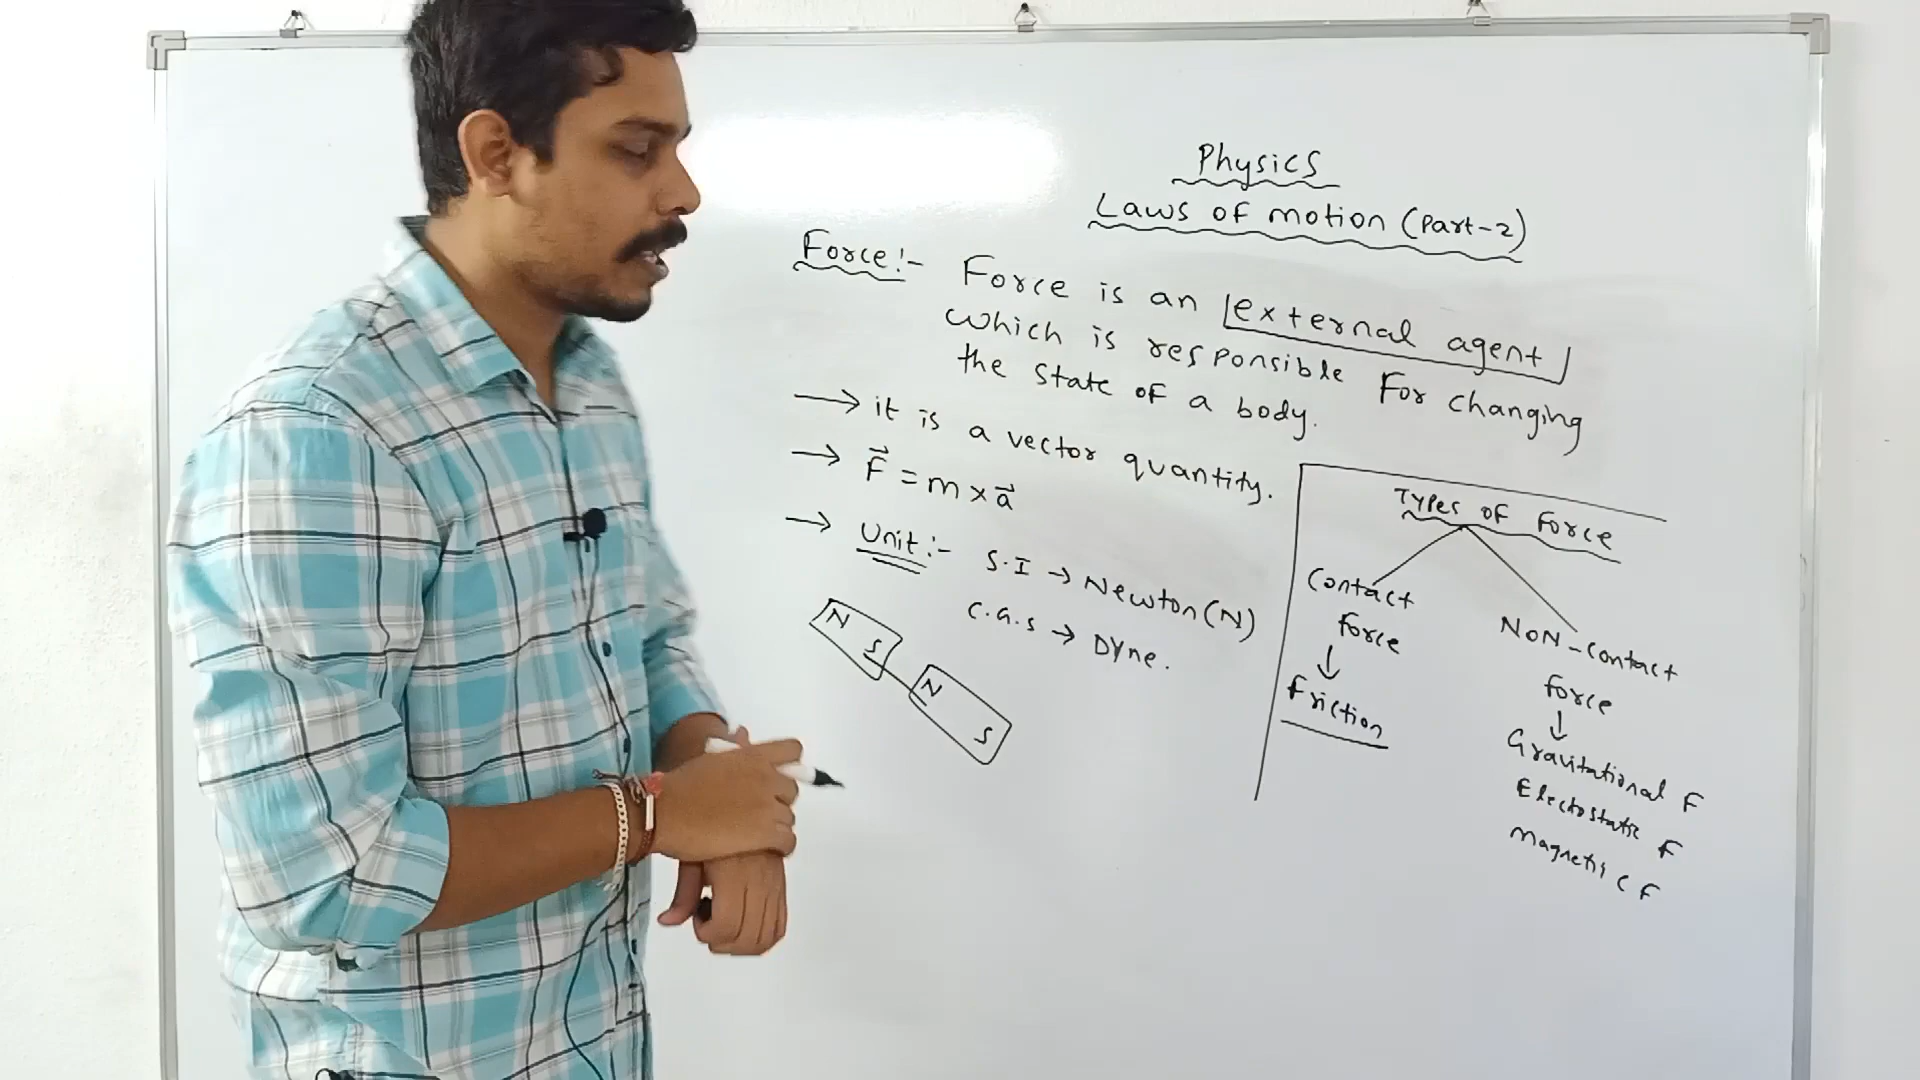 Physics
Laws of motion (Part-2)
Force:- Force is an external agent
which is responsible for changing
the state of a body.
→ it is a vector quantity.
→ F⃗ = m × a⃗
→ Unit:- S.I → Newton (N)
C.G.S → Dyne.
N S
N S
Types of force
Contact
force
↓
friction
NON-contact
force
↓
Gravitational F
Electostatic F
Magnetic F